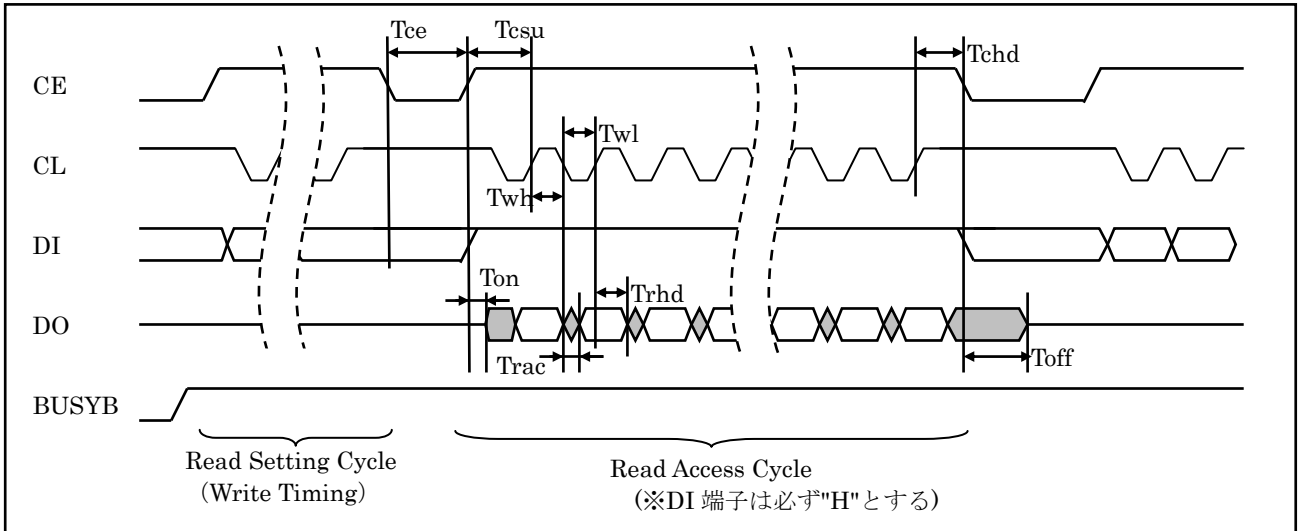 Tce
Tcsu
Tchd
CE
Twl
CL
Twh
DI
Ton
Trhd
DO
Trac
Toff
BUSYB
Read Setting Cycle
(Write Timing)
Read Access Cycle
(※DI 端子は必ず"H"とする)